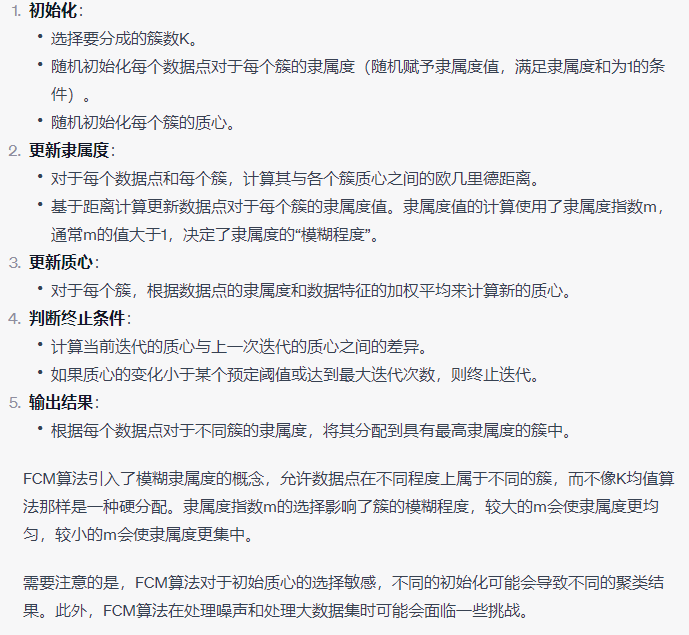 1. 初始化：
• 选择要分成的簇数K。
• 随机初始化每个数据点对于每个簇的隶属度（随机赋予隶属度值，满足隶属度和为1的条
件）。
• 随机初始化每个簇的质心。
2. 更新隶属度：
• 对于每个数据点和每个簇，计算其与各个簇质心之间的欧几里德距离。
• 基于距离计算更新数据点对于每个簇的隶属度值。隶属度值的计算使用了隶属度指数m，
通常m的值大于1，决定了隶属度的“模糊程度”。
3. 更新质心：
• 对于每个簇，根据数据点的隶属度和数据特征的加权平均来计算新的质心。
4. 判断终止条件：
• 计算当前迭代的质心与上一次迭代的质心之间的差异。
• 如果质心的变化小于某个预定阈值或达到最大迭代次数，则终止迭代。
5. 输出结果：
• 根据每个数据点对于不同簇的隶属度，将其分配到具有最高隶属度的簇中。
FCM算法引入了模糊隶属度的概念，允许数据点在不同程度上属于不同的簇，而不像K均值算
法那样是一种硬分配。隶属度指数m的选择影响了簇的模糊程度，较大的m会使隶属度更均
匀，较小的m会使隶属度更集中。
需要注意的是，FCM算法对于初始质心的选择敏感，不同的初始化可能会导致不同的聚类结
果。此外，FCM算法在处理噪声和处理大数据集时可能会面临一些挑战。